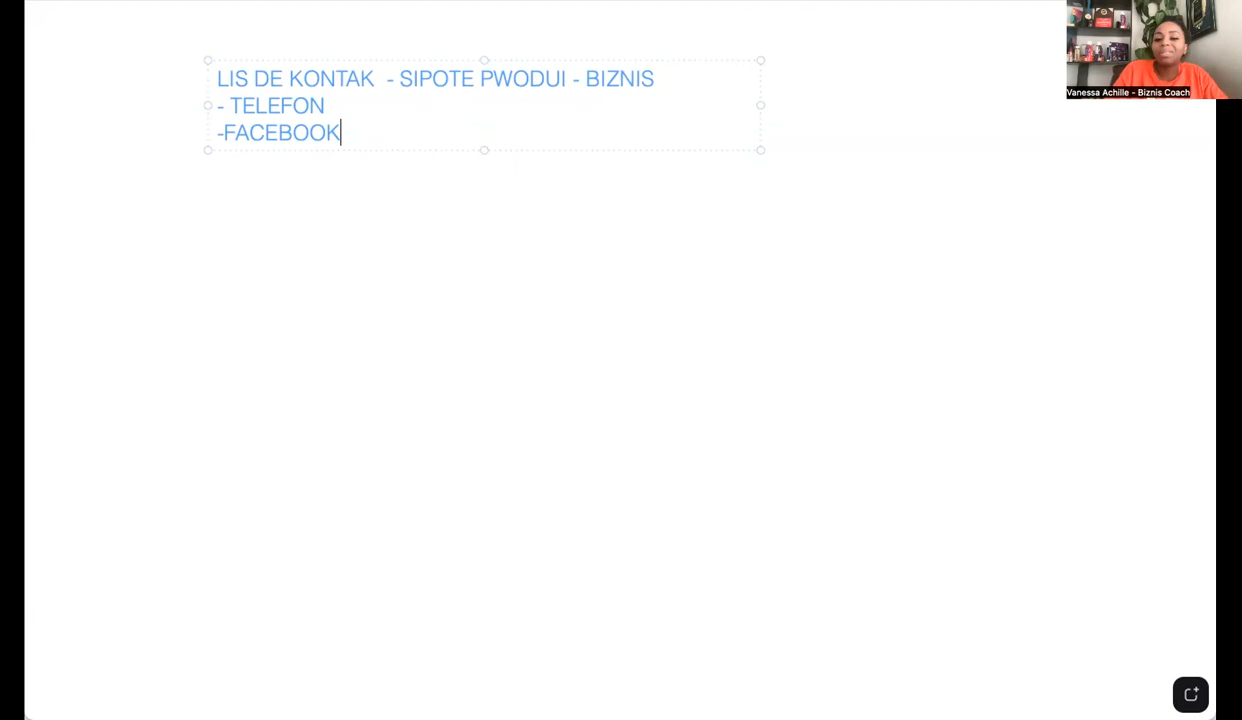 LIS DE KONTAK - SIPOTE PWODUI - BIZNIS
- TELEFON
-FACEBOOK
Vanessa Achille - Biznis Coach